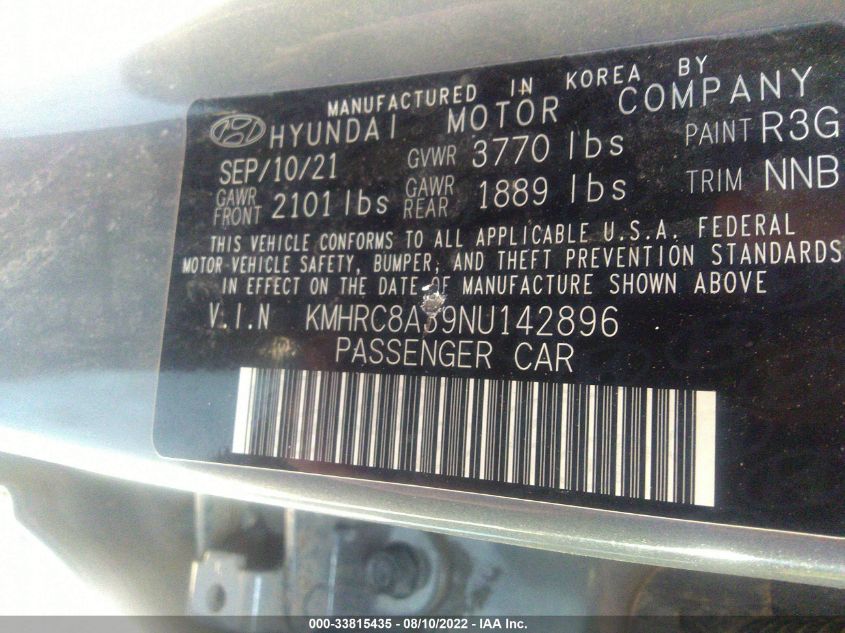 MANUFACTURED IN KOREA BY
HYUNDAI MOTOR COMPANY
SEP/10/21 GVWR 3770 lbs PAINT R3G
GAWR FRONT 2101 lbs GAWR REAR 1889 lbs TRIM NNB
THIS VEHICLE CONFORMS TO ALL APPLICABLE U.S.A. FEDERAL
MOTOR VEHICLE SAFETY, BUMPER, AND THEFT PREVENTION STANDARDS
IN EFFECT ON THE DATE OF MANUFACTURE SHOWN ABOVE
V.I.N KMHRC8A39NU142896
PASSENGER CAR
000-33815435 - 08/10/2022 - IAA Inc.